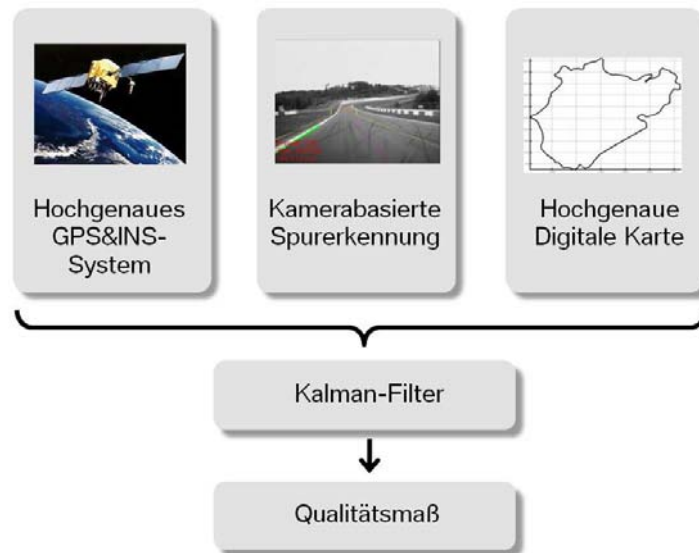 Hochgenaues
GPS&INS-
System
Kamerabasierte
Spurerkennung
Hochgenaue
Digitale Karte
Kalman-Filter
Qualitätsmaß